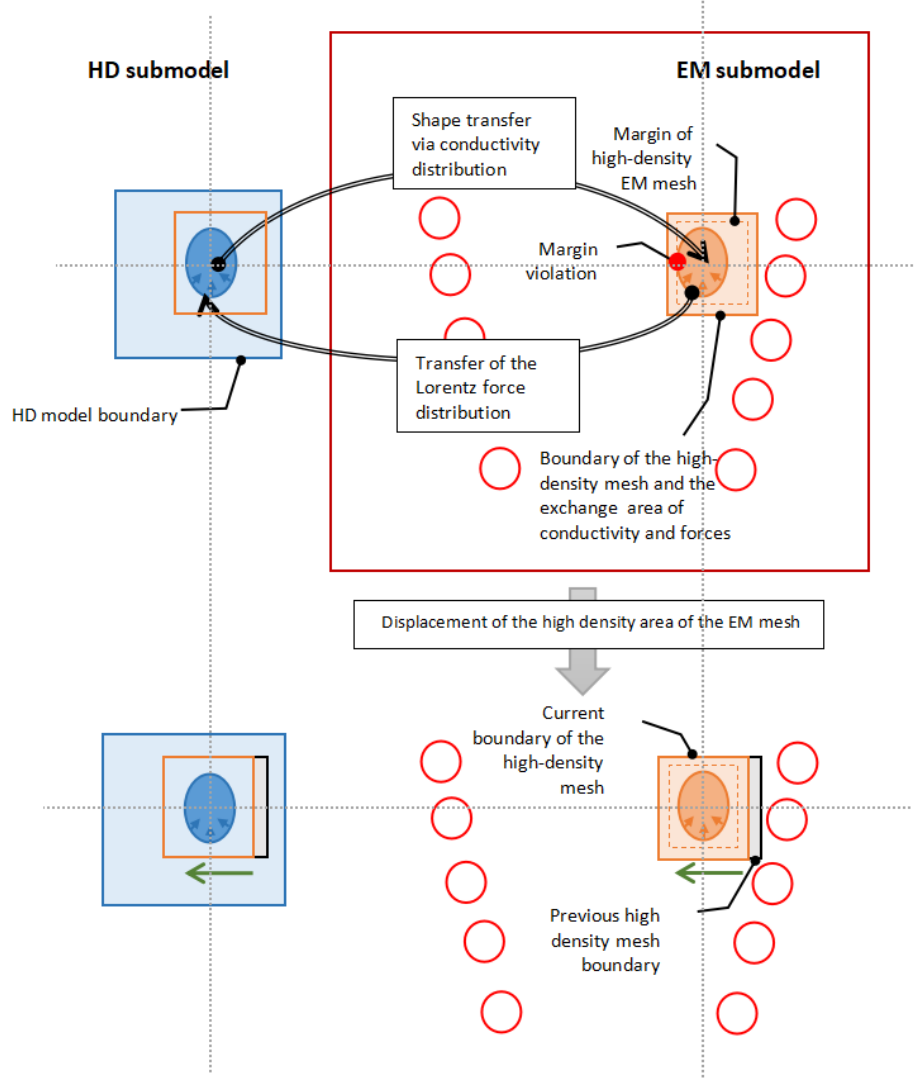 HD submodel
EM submodel
Shape transfer
via conductivity
distribution
Margin of
high-density
EM mesh
Margin
violation
Transfer of the
Lorentz force
distribution
HD model boundary
Boundary of the high-
density mesh and the
exchange area of
conductivity and forces
Displacement of the high density area of the EM mesh
Current
boundary of the
high-density
mesh
Previous high
density mesh
boundary